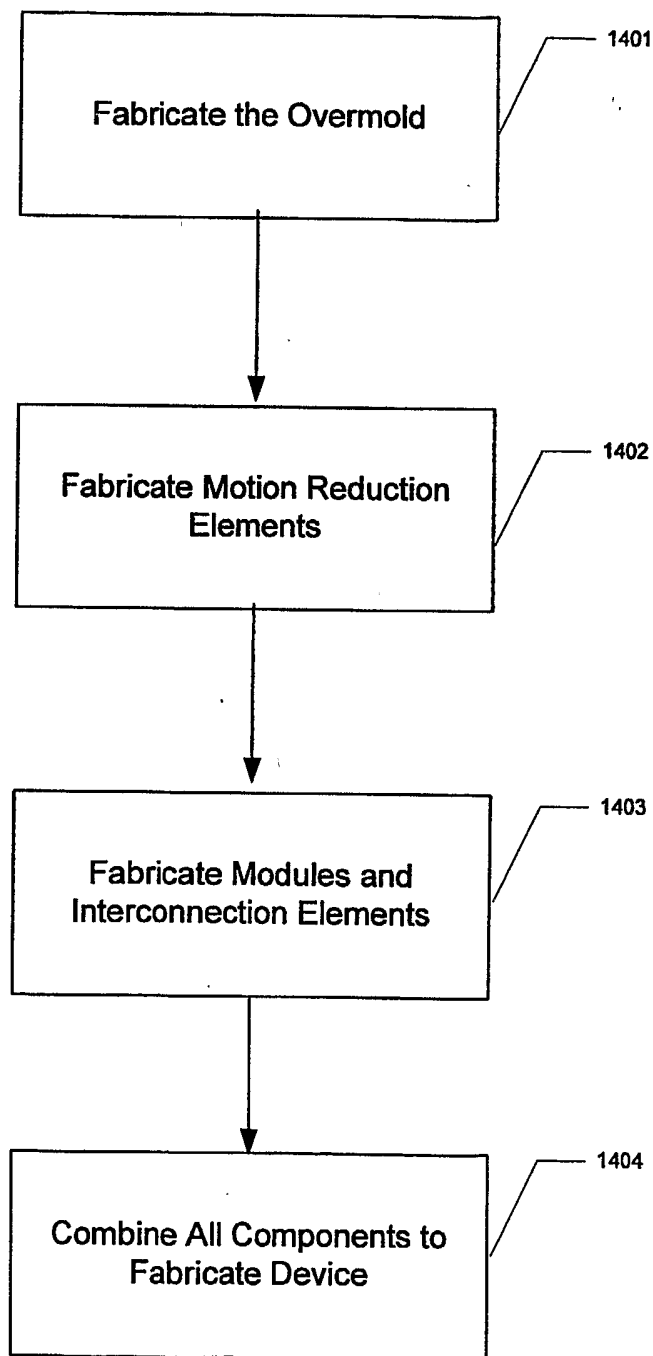 1401
Fabricate the Overmold
1402
Fabricate Motion Reduction
Elements
1403
Fabricate Modules and
Interconnection Elements
1404
Combine All Components to
Fabricate Device